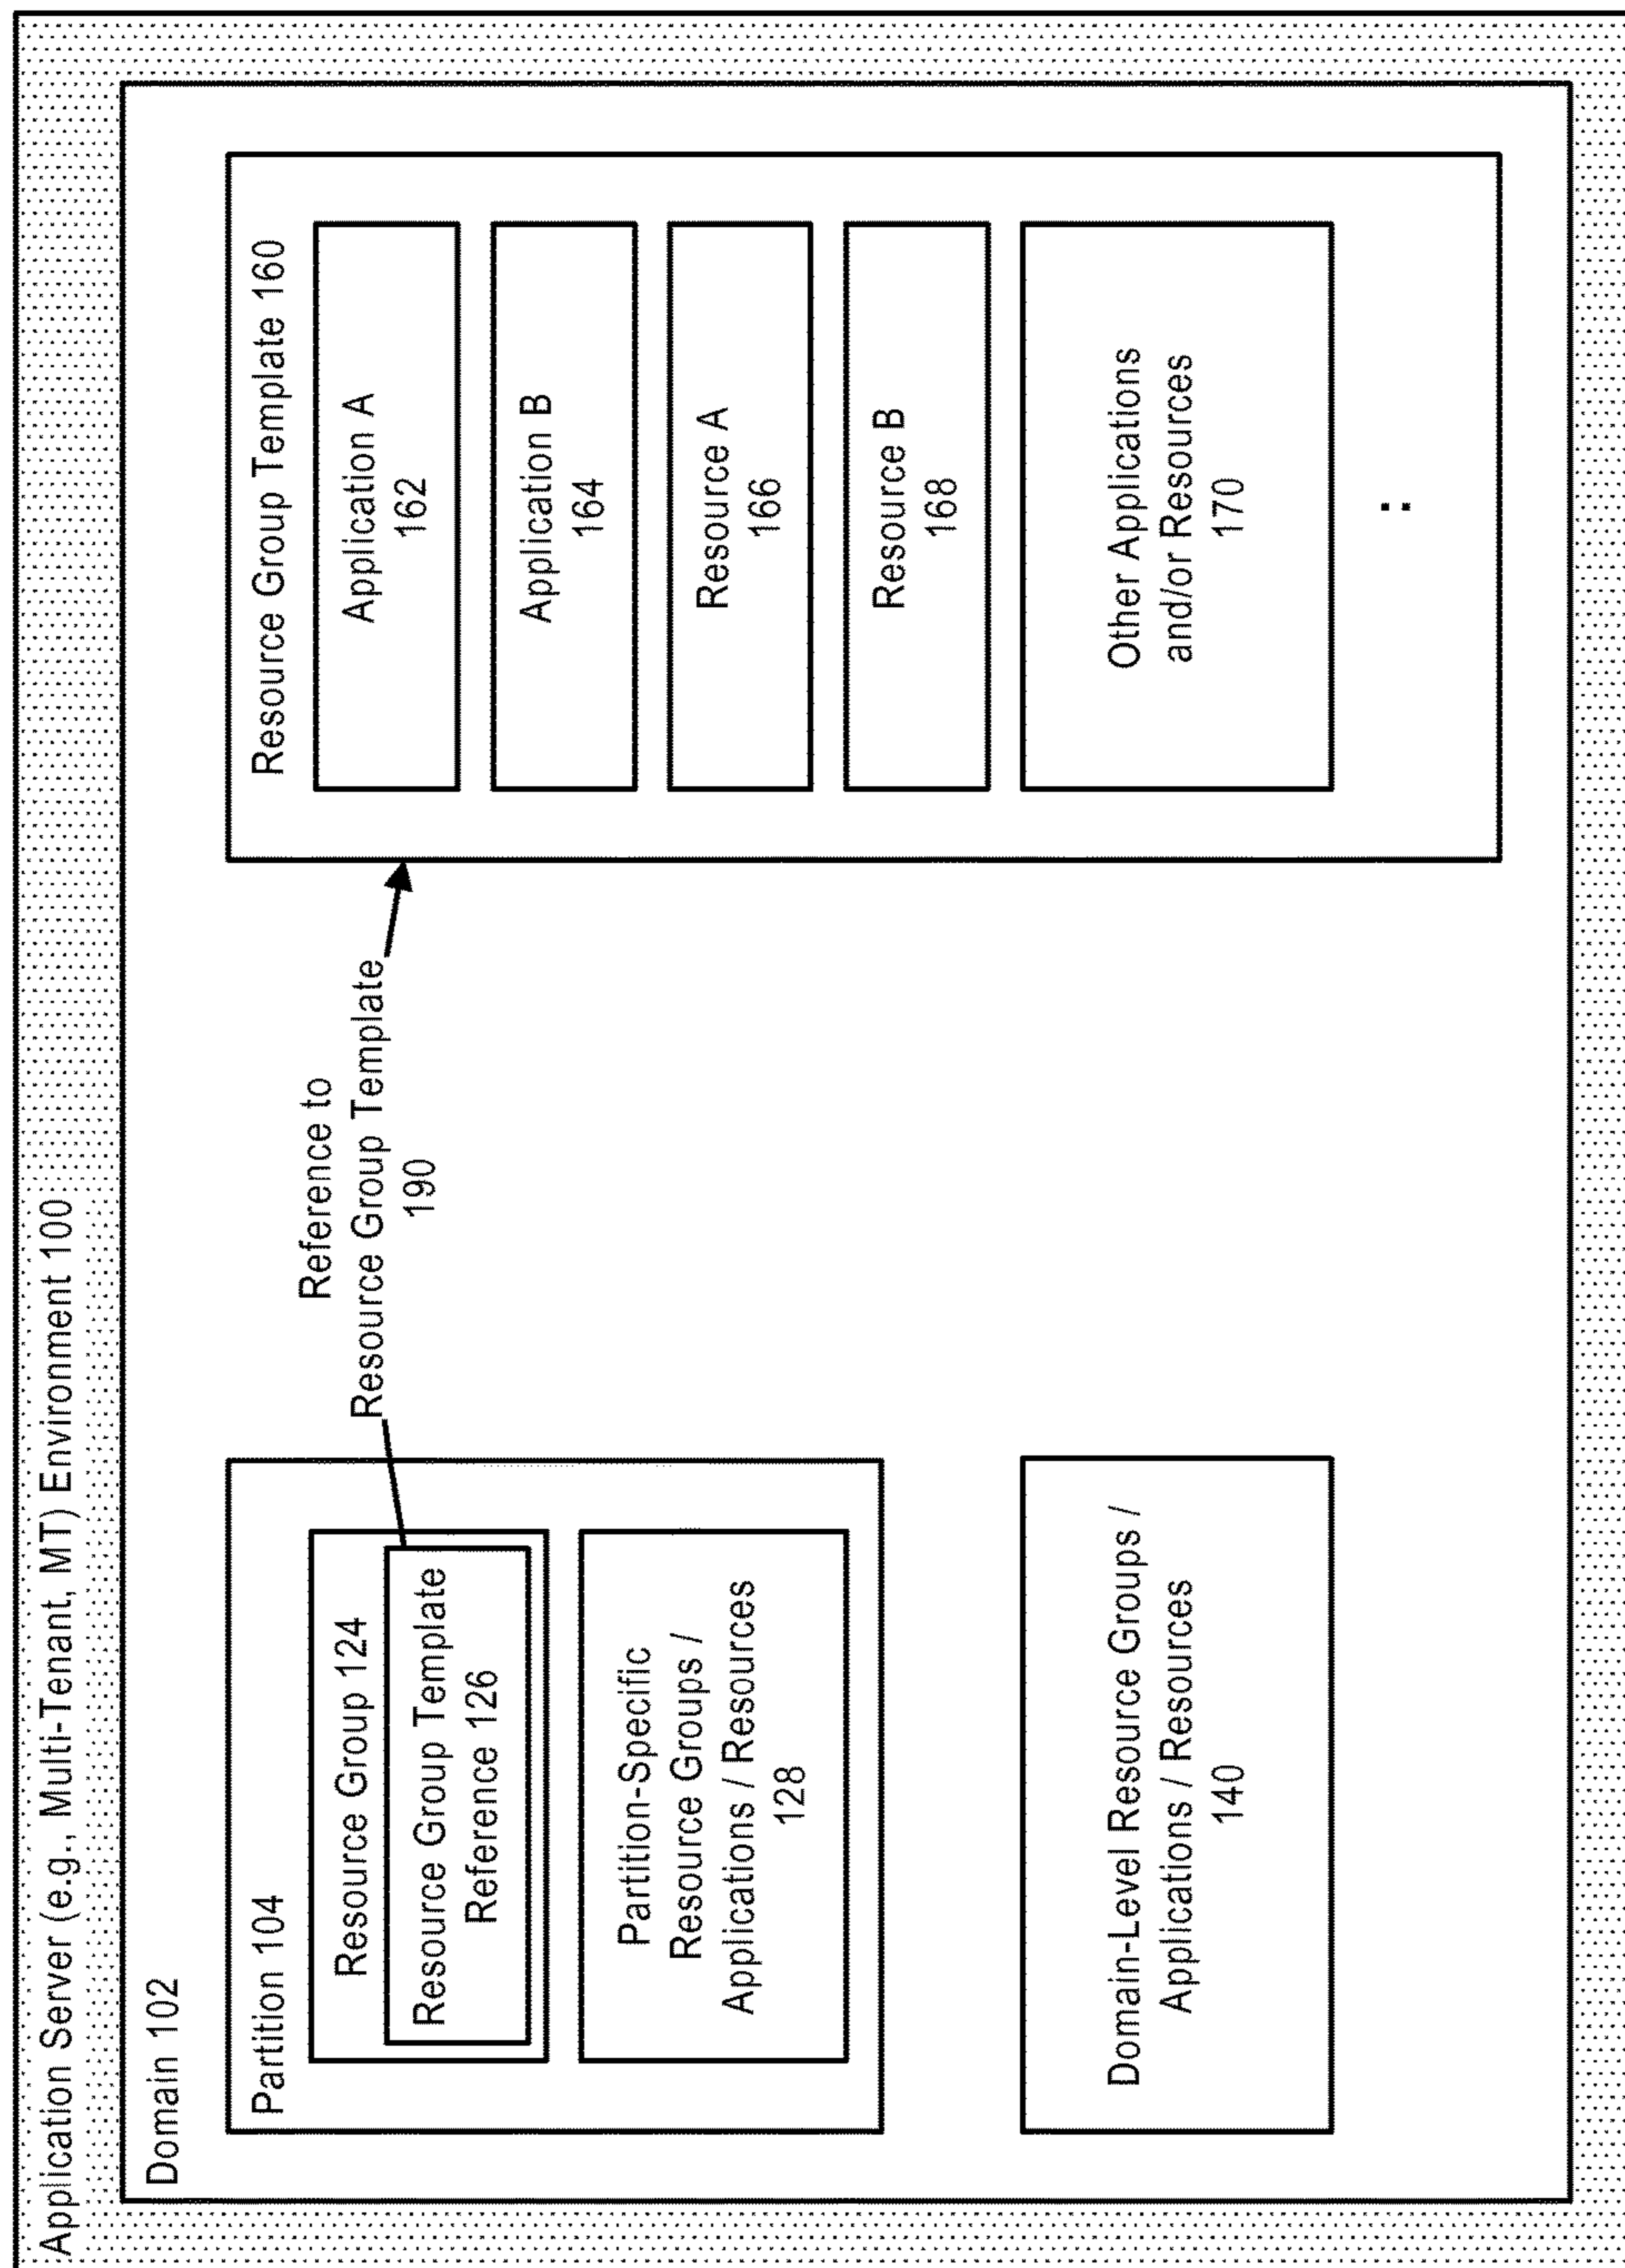 Application Server (e.g., Multi-Tenant, MT) Environment 100
Domain 102
Partition 104
Resource Group 124
Resource Group Template
Reference 126
Partition-Specific
Resource Groups /
Applications / Resources
128
Domain-Level Resource Groups /
Applications / Resources
140
Reference to
Resource Group Template
190
Resource Group Template 160
Application A
162
Application B
164
Resource A
166
Resource B
168
Other Applications
and/or Resources
170
..